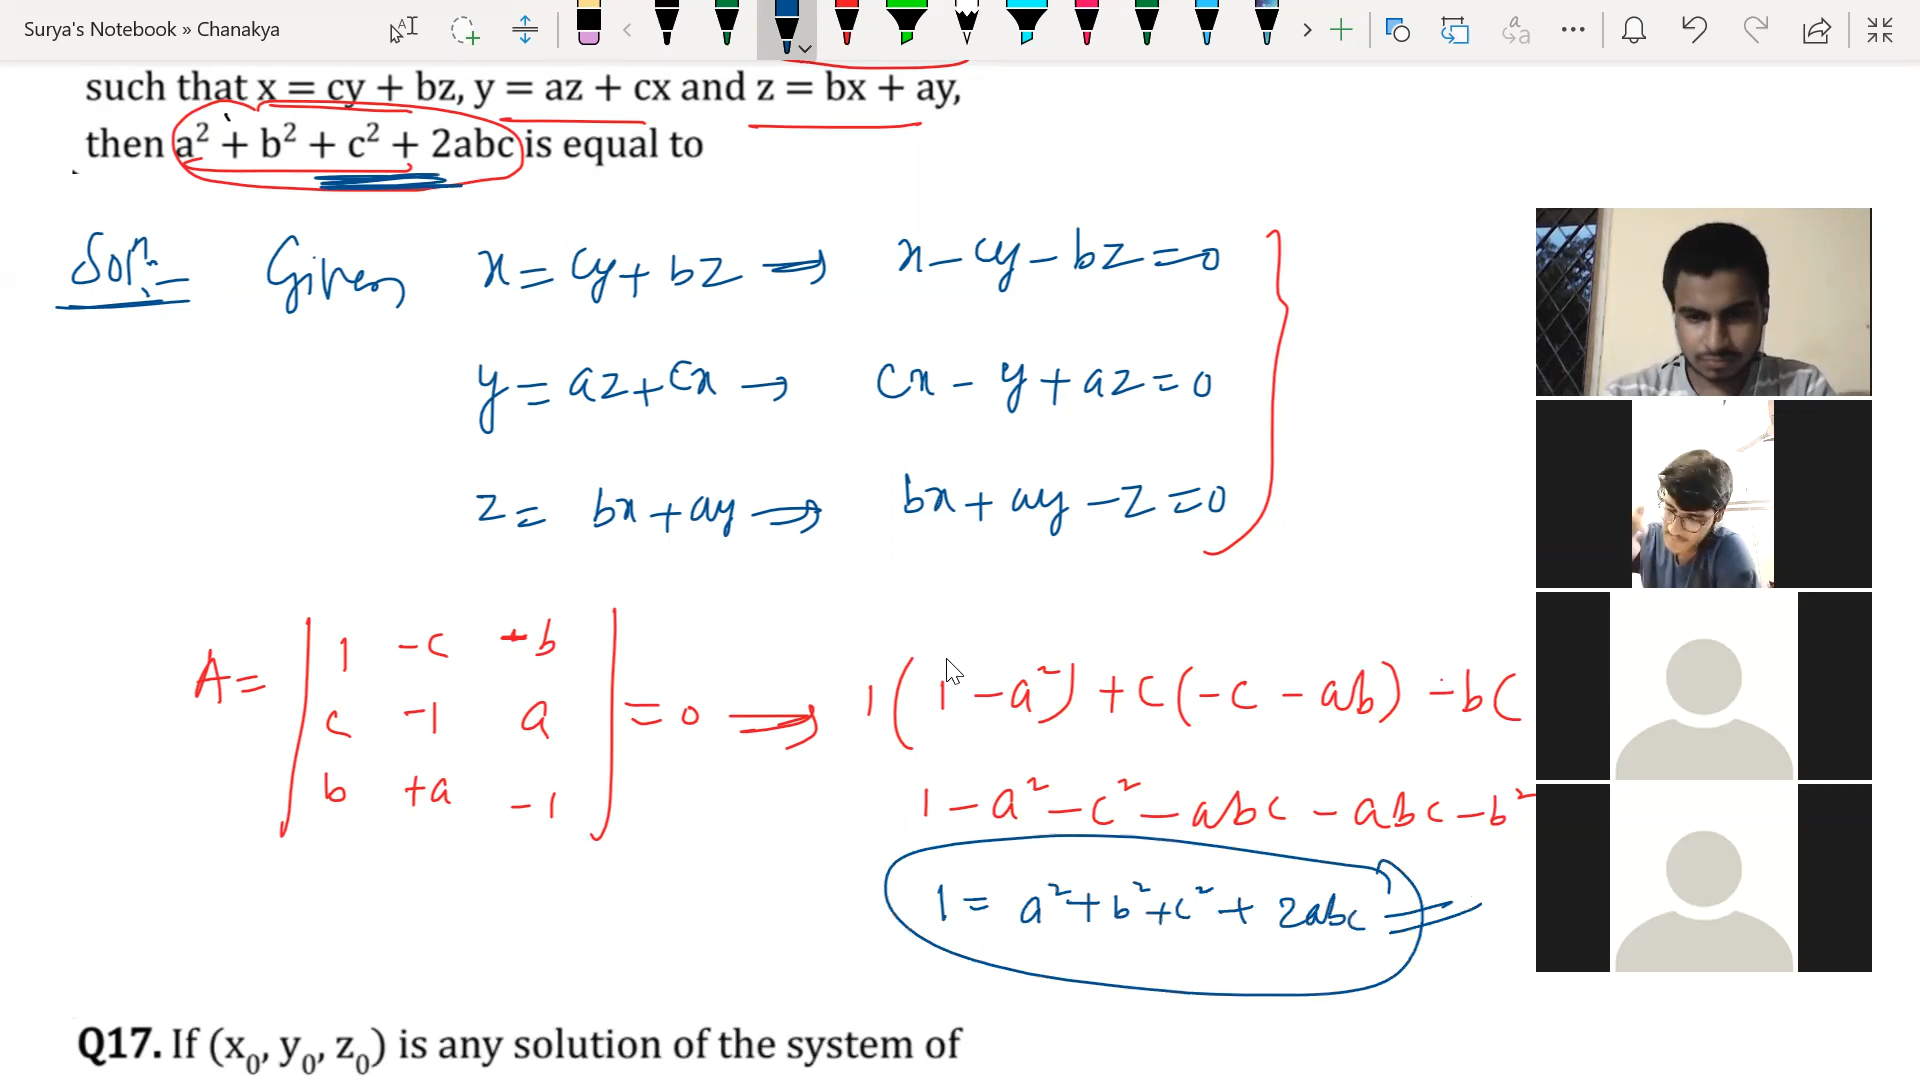 Surya's Notebook » Chanakya
such that x = cy + bz, y = az + cx and z = bx + ay,
then a² + b² + c² + 2abc is equal to
Solⁿ:- Given x = cy + bz ⟹ x - cy - bz = 0
y = az + cx → cx - y + az = 0
z = bx + ay ⟹ bx + ay - z = 0
A = | 1 -c -b |
| c -1 a | = 0 ⟹ 1(1 - a²) + c(-c - ab) - b(
| b +a -1 |
1 - a² - c² - abc - abc - b²
1 = a² + b² + c² + 2abc
Q17. If (x₀, y₀, z₀) is any solution of the system of